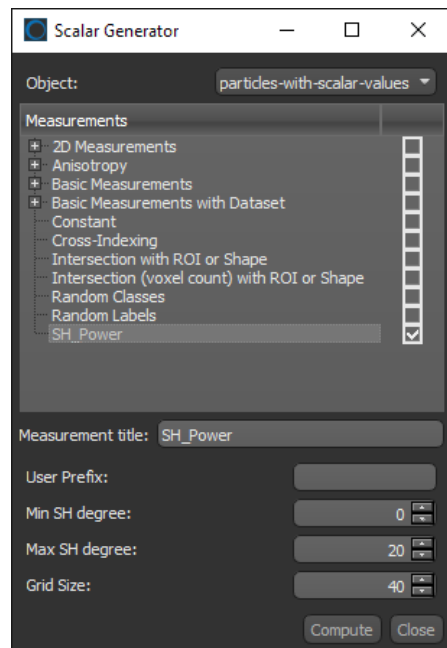 Scalar Generator
Object: particles-with-scalar-values
Measurements
2D Measurements
Anisotropy
Basic Measurements
Basic Measurements with Dataset
Constant
Cross-Indexing
Intersection with ROI or Shape
Intersection (voxel count) with ROI or Shape
Random Classes
Random Labels
SH_Power
Measurement title: SH_Power
User Prefix:
Min SH degree: 0
Max SH degree: 20
Grid Size: 40
Compute Close